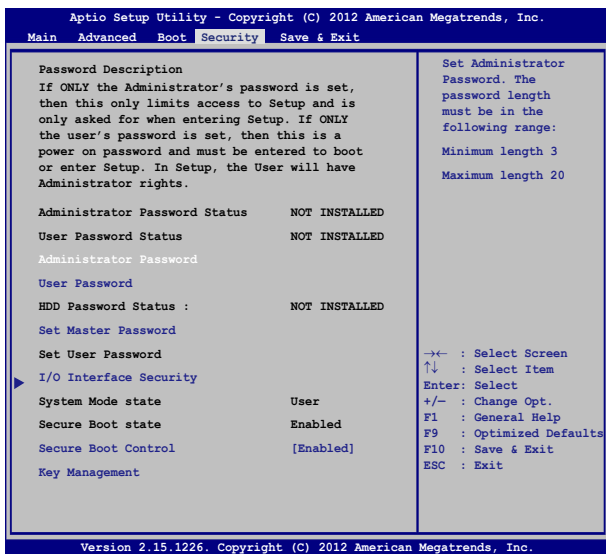 Aptio Setup Utility - Copyright (C) 2012 American Megatrends, Inc.
Main Advanced Boot Security Save & Exit
Password Description
If ONLY the Administrator's password is set,
then this only limits access to Setup and is
only asked for when entering Setup. If ONLY
the user's password is set, then this is a
power on password and must be entered to boot
or enter Setup. In Setup, the User will have
Administrator rights.
Administrator Password Status NOT INSTALLED
User Password Status NOT INSTALLED
Administrator Password
User Password
HDD Password Status : NOT INSTALLED
Set Master Password
Set User Password
I/O Interface Security
System Mode state User
Secure Boot state Enabled
Secure Boot Control [Enabled]
Key Management
Set Administrator
Password. The
password length
must be in the
following range:
Minimum length 3
Maximum length 20
→← : Select Screen
↑↓ : Select Item
Enter: Select
+/— : Change Opt.
F1 : General Help
F9 : Optimized Defaults
F10 : Save & Exit
ESC : Exit
Version 2.15.1226. Copyright (C) 2012 American Megatrends, Inc.